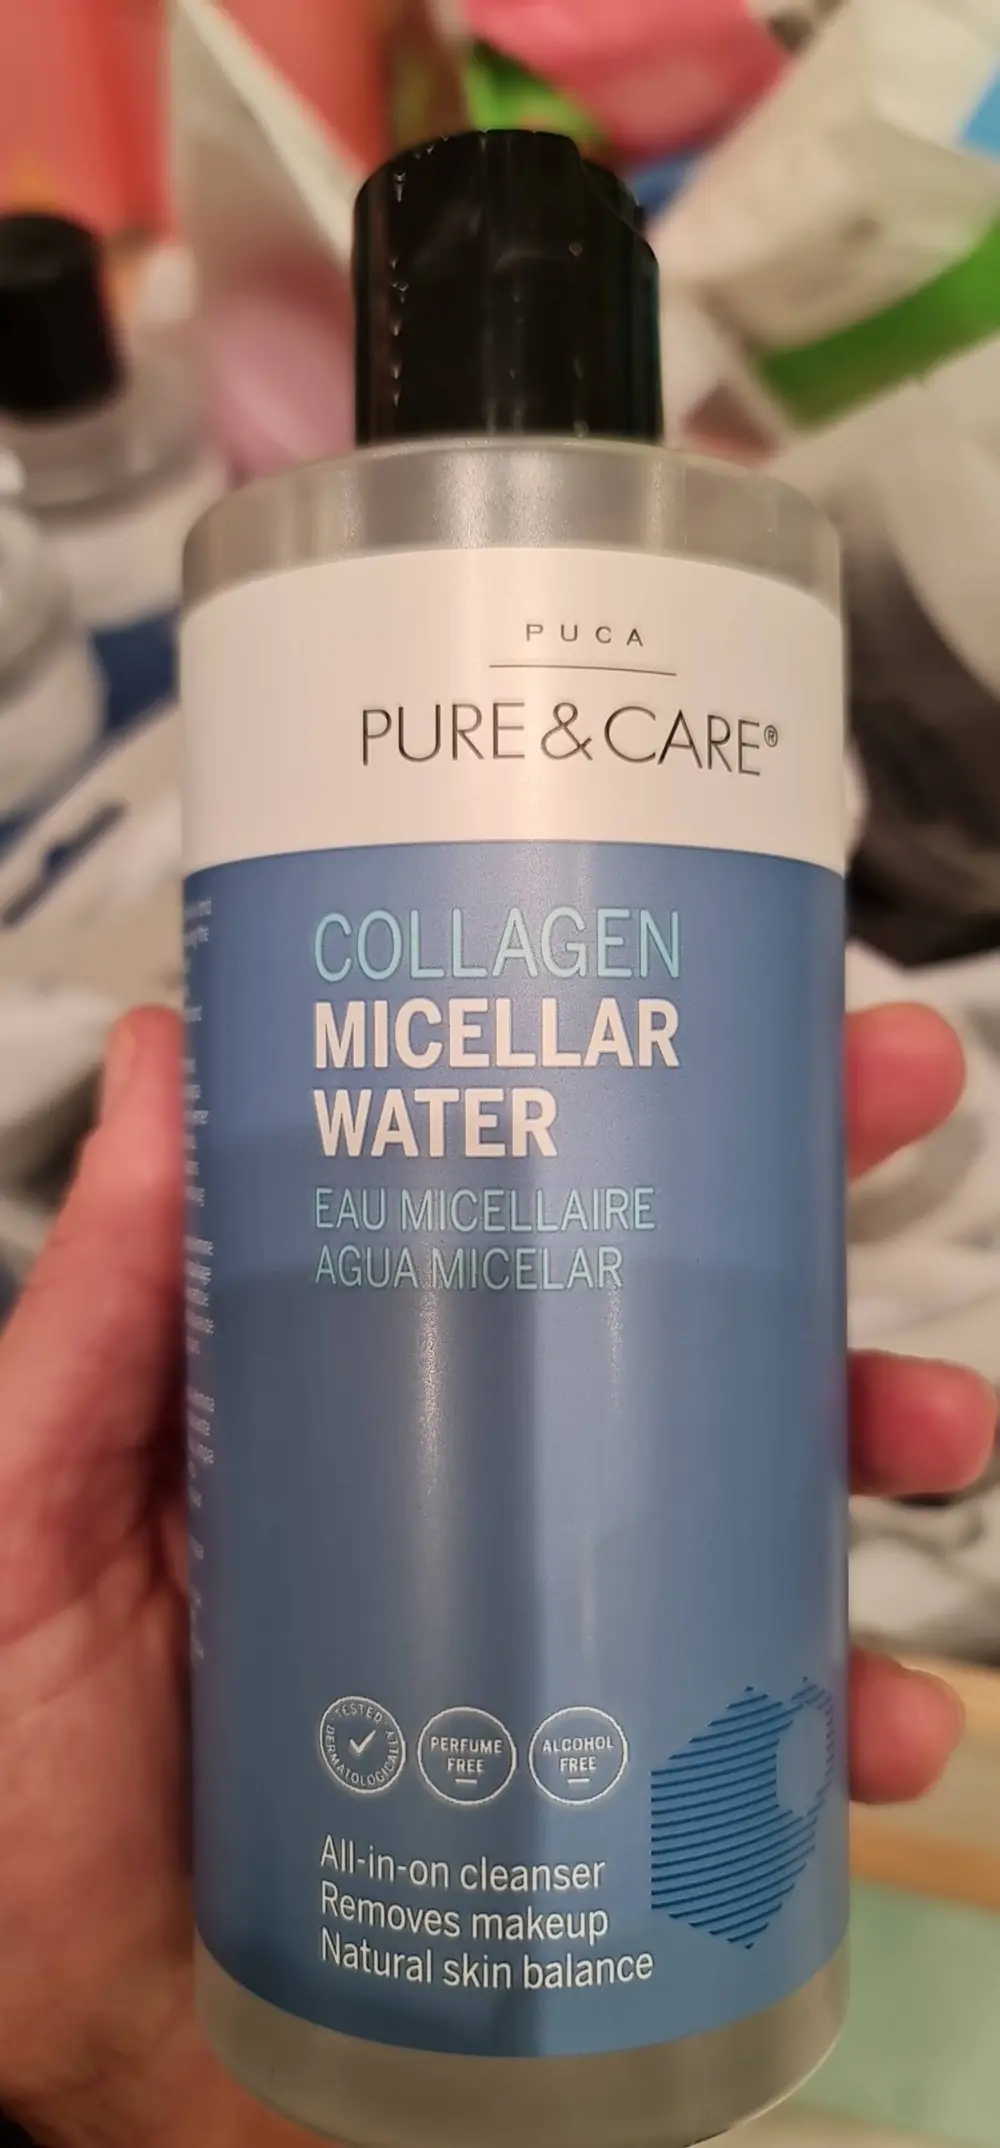 PUCA
PURE & CARE®
COLLAGEN
MICELLAR
WATER
EAU MICELLAIRE
AGUA MICELAR
DERMATOLOGICALLY TESTED
PERFUME
FREE
ALCOHOL
FREE
All-in-on cleanser
Removes makeup
Natural skin balance